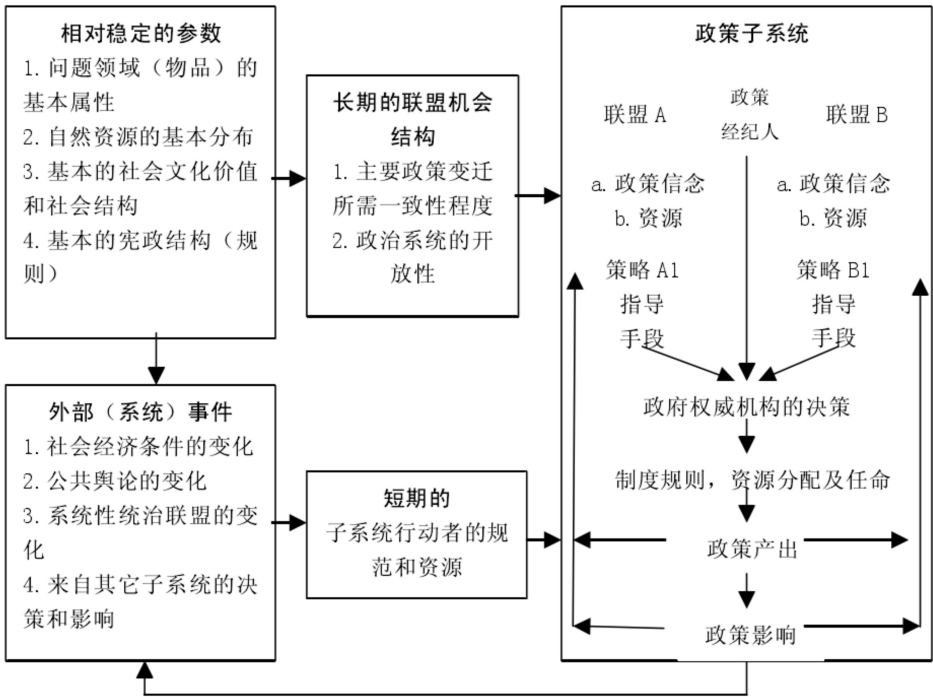 相对稳定的参数
1. 问题领域（物品）的
基本属性
2. 自然资源的基本分布
3. 基本的社会文化价值
和社会结构
4. 基本的宪政结构（规
则）
长期的联盟机会
结构
1. 主要政策变迁
所需一致性程度
2. 政治系统的开
放性
政策子系统
联盟 A
政策
经纪人
联盟 B
a. 政策信念
b. 资源
a. 政策信念
b. 资源
策略 A1
指导
手段
策略 B1
指导
手段
政府权威机构的决策
制度规则，资源分配及任命
政策产出
政策影响
外部（系统）事件
1. 社会经济条件的变化
2. 公共舆论的变化
3. 系统性统治联盟的变
化
4. 来自其它子系统的决
策和影响
短期的
子系统行动者的规
范和资源